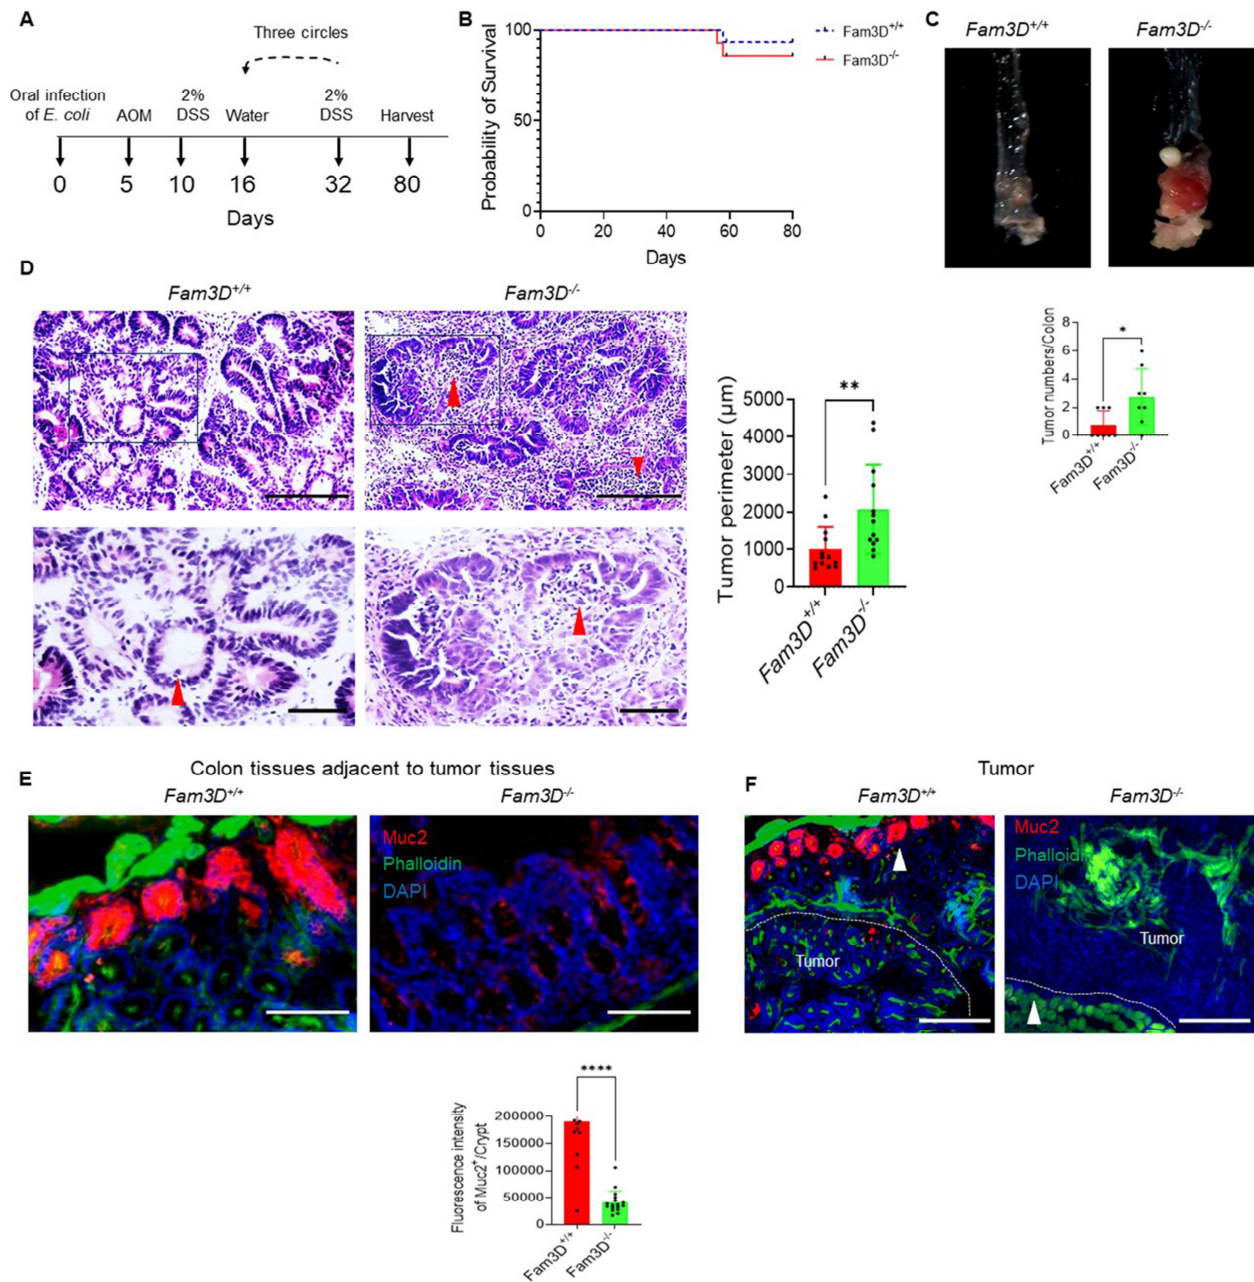 A
Three circles
Oral infection
of E. coli
AOM
2%
DSS
Water
2%
DSS
Harvest
0 5 10 16 32 80
Days
B
Probability of Survival
100
50
0
0 20 40 60 80
Days
Fam3D+/+
Fam3D-/-
C
Fam3D+/+ Fam3D-/-
Tumor numbers/Colon
8
6
4
2
0
*
Fam3D+/+
Fam3D-/-
D
Fam3D+/+ Fam3D-/-
Tumor perimeter (µm)
5000
4000
3000
2000
1000
0
**
Fam3D+/+
Fam3D-/-
E
Colon tissues adjacent to tumor tissues
Fam3D+/+ Fam3D-/-
Muc2
Phalloidin
DAPI
Fluorescence intensity
of Muc2+/Crypt
200000
150000
100000
50000
0
****
Fam3D+/+
Fam3D-/-
F
Tumor
Fam3D+/+ Fam3D-/-
Tumor
Muc2
Phalloidin
DAPI
Tumor